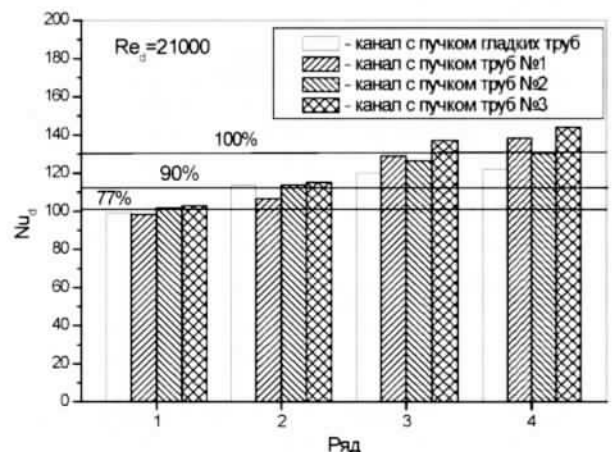 200
180
160
140
120
100
80
60
40
20
0
Nu_d
Re_d=21000
- канал с пучком гладких труб
- канал с пучком труб №1
- канал с пучком труб №2
- канал с пучком труб №3
100%
90%
77%
1 2 3 4
Ряд